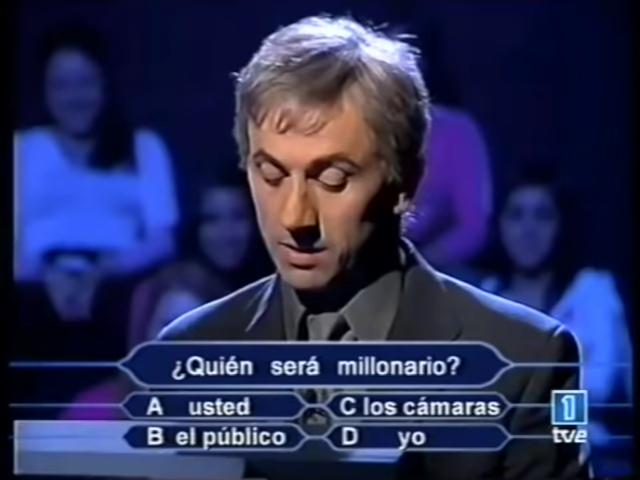 ¿Quién será millonario?
A usted
C los cámaras
B el público
D yo
1
tve